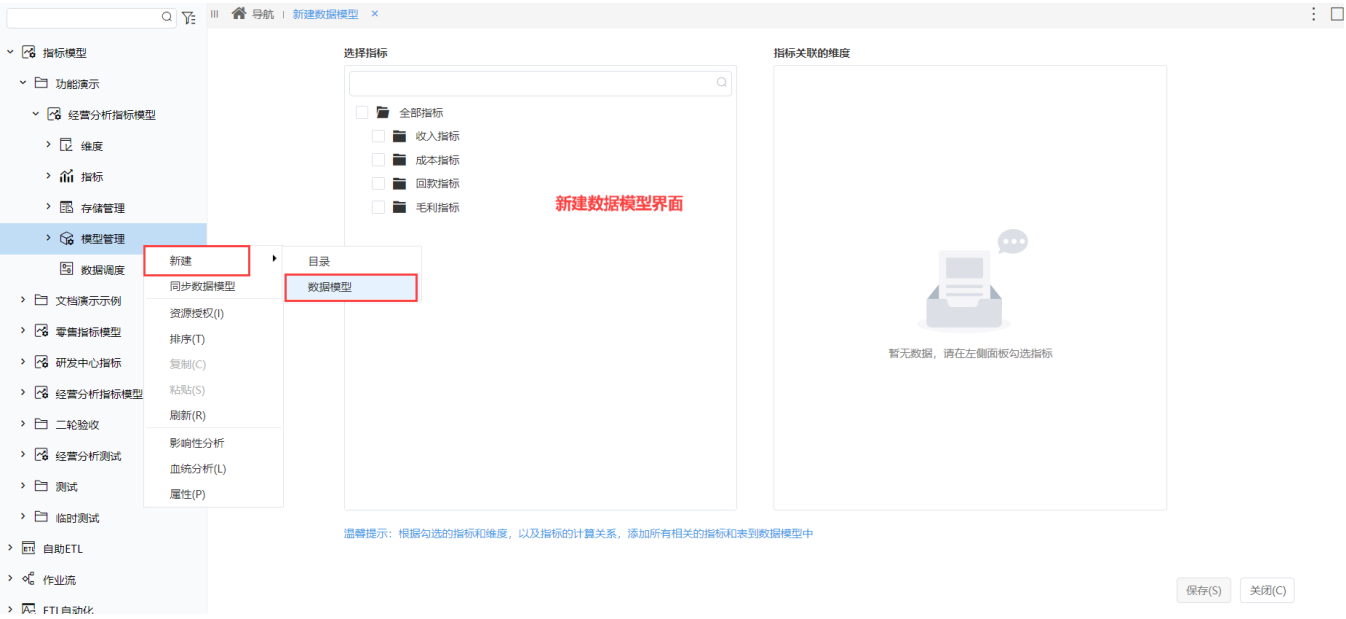 导航
新建数据模型
指标模型
功能演示
经营分析指标模型
维度
指标
存储管理
模型管理
数据调度
文档演示示例
零售指标模型
研发中心指标
经营分析指标模型
二轮验收
经营分析测试
测试
临时测试
自助ETL
作业流
ETL自动化
新建
同步数据模型
资源授权(I)
排序(T)
复制(C)
粘贴(S)
刷新(R)
影响性分析
血统分析(L)
属性(P)
目录
数据模型
选择指标
全部指标
收入指标
成本指标
回款指标
毛利指标
新建数据模型界面
指标关联的维度
暂无数据，请在左侧面板勾选指标
温馨提示：根据勾选的指标和维度，以及指标的计算关系，添加所有相关的指标和表到数据模型中
保存(S)
关闭(C)